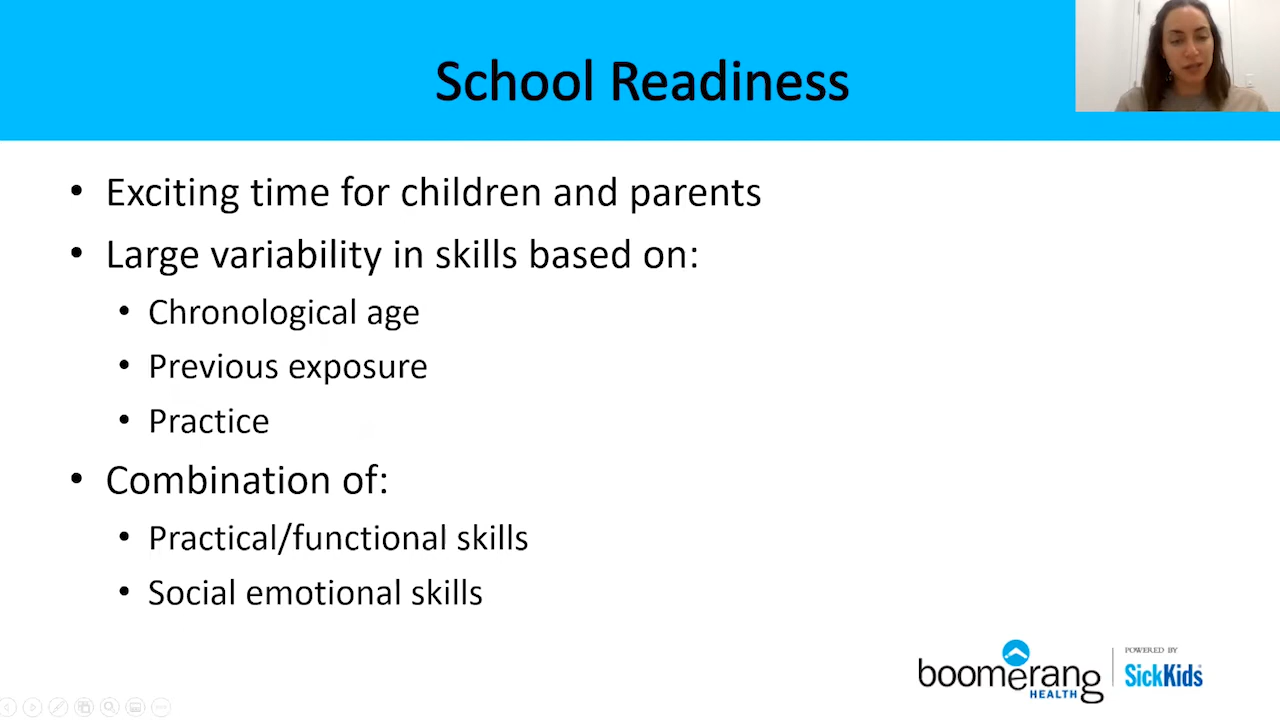 School Readiness
• Exciting time for children and parents
• Large variability in skills based on:
• Chronological age
• Previous exposure
• Practice
• Combination of:
• Practical/functional skills
• Social emotional skills
boomerang
HEALTH
POWERED BY
SickKids